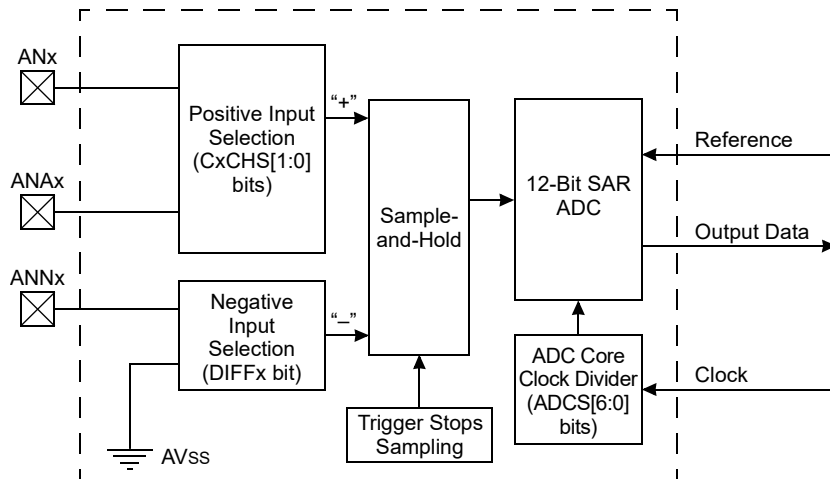 ANx
ANAx
ANNx
Positive Input
Selection
(CxCHS[1:0]
bits)
“+”
Negative
Input
Selection
(DIFFx bit)
“–”
AVSS
Sample-
and-Hold
Trigger Stops
Sampling
12-Bit SAR
ADC
ADC Core
Clock Divider
(ADCS[6:0]
bits)
Reference
Output Data
Clock